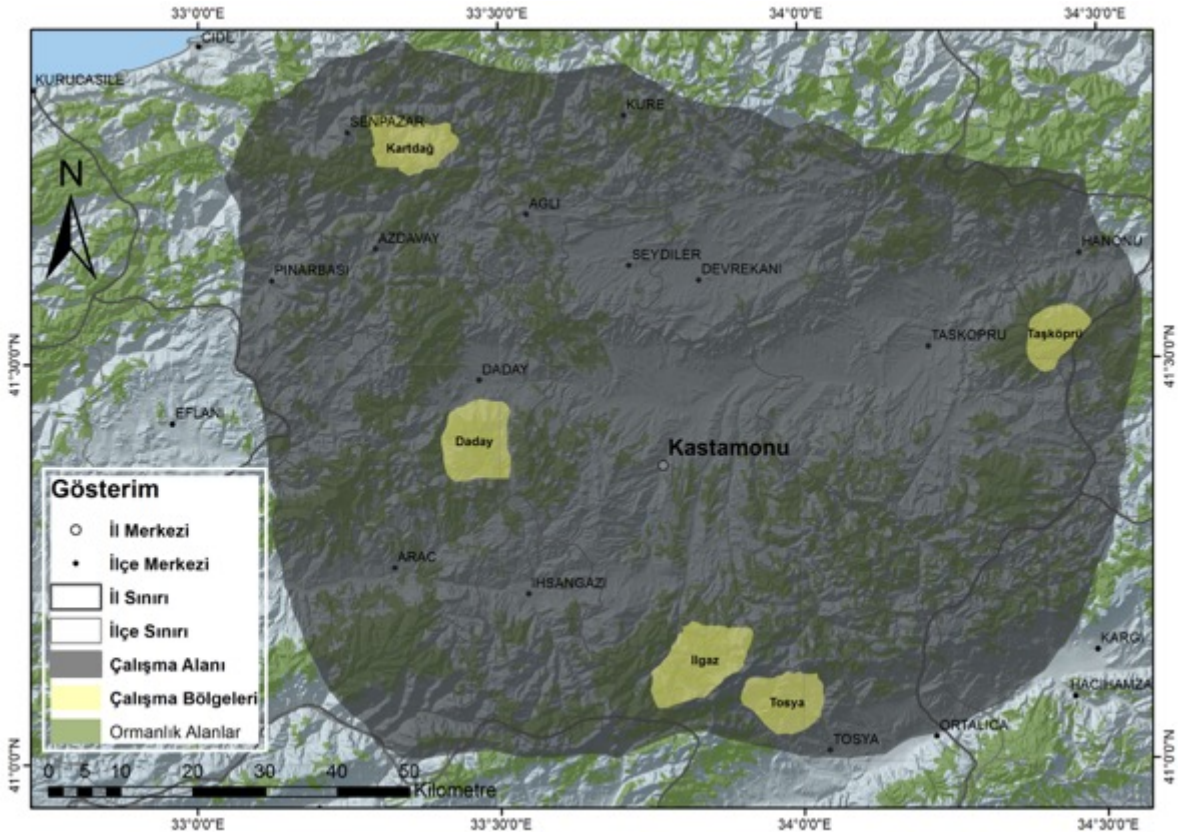 33°0'0"E
33°30'0"E
34°0'0"E
34°30'0"E
CIDE
KURUCASILE
KURE
SENPAZAR
Kartdağ
N
AGLI
AZDAVAY
HANONU
SEYDILER
PINARBASI
DEVREKANI
TASKOPRU
Taşköprü
41°30'0"N
41°30'0"N
DADAY
EFLANI
Daday
Kastamonu
Gösterim
İl Merkezi
İlçe Merkezi
İl Sınırı
İlçe Sınırı
Çalışma Alanı
Çalışma Bölgeleri
Ormanlık Alanlar
ARAC
IHSANGAZI
KARGI
Ilgaz
HACIHAMZA
Tosya
ORTALICA
TOSYA
41°0'0"N
41°0'0"N
0 5 10 20 30 40 50
Kilometre
33°0'0"E
33°30'0"E
34°0'0"E
34°30'0"E